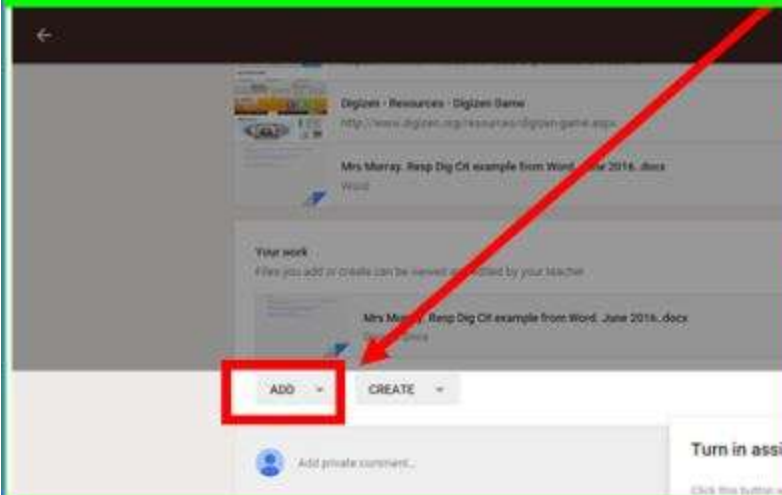 Digizen - Resources - Digizen Game
http://www.digizen.org/resources/digizen-game.aspx
Mrs Murray. Resp Dig Cit example from Word. June 2016..docx
Word
Your work
Files you add or create can be viewed and edited by your teacher
Mrs Murray. Resp Dig Cit example from Word. June 2016..docx
ADD
CREATE
Add private comment...
Turn in assi
Click this button